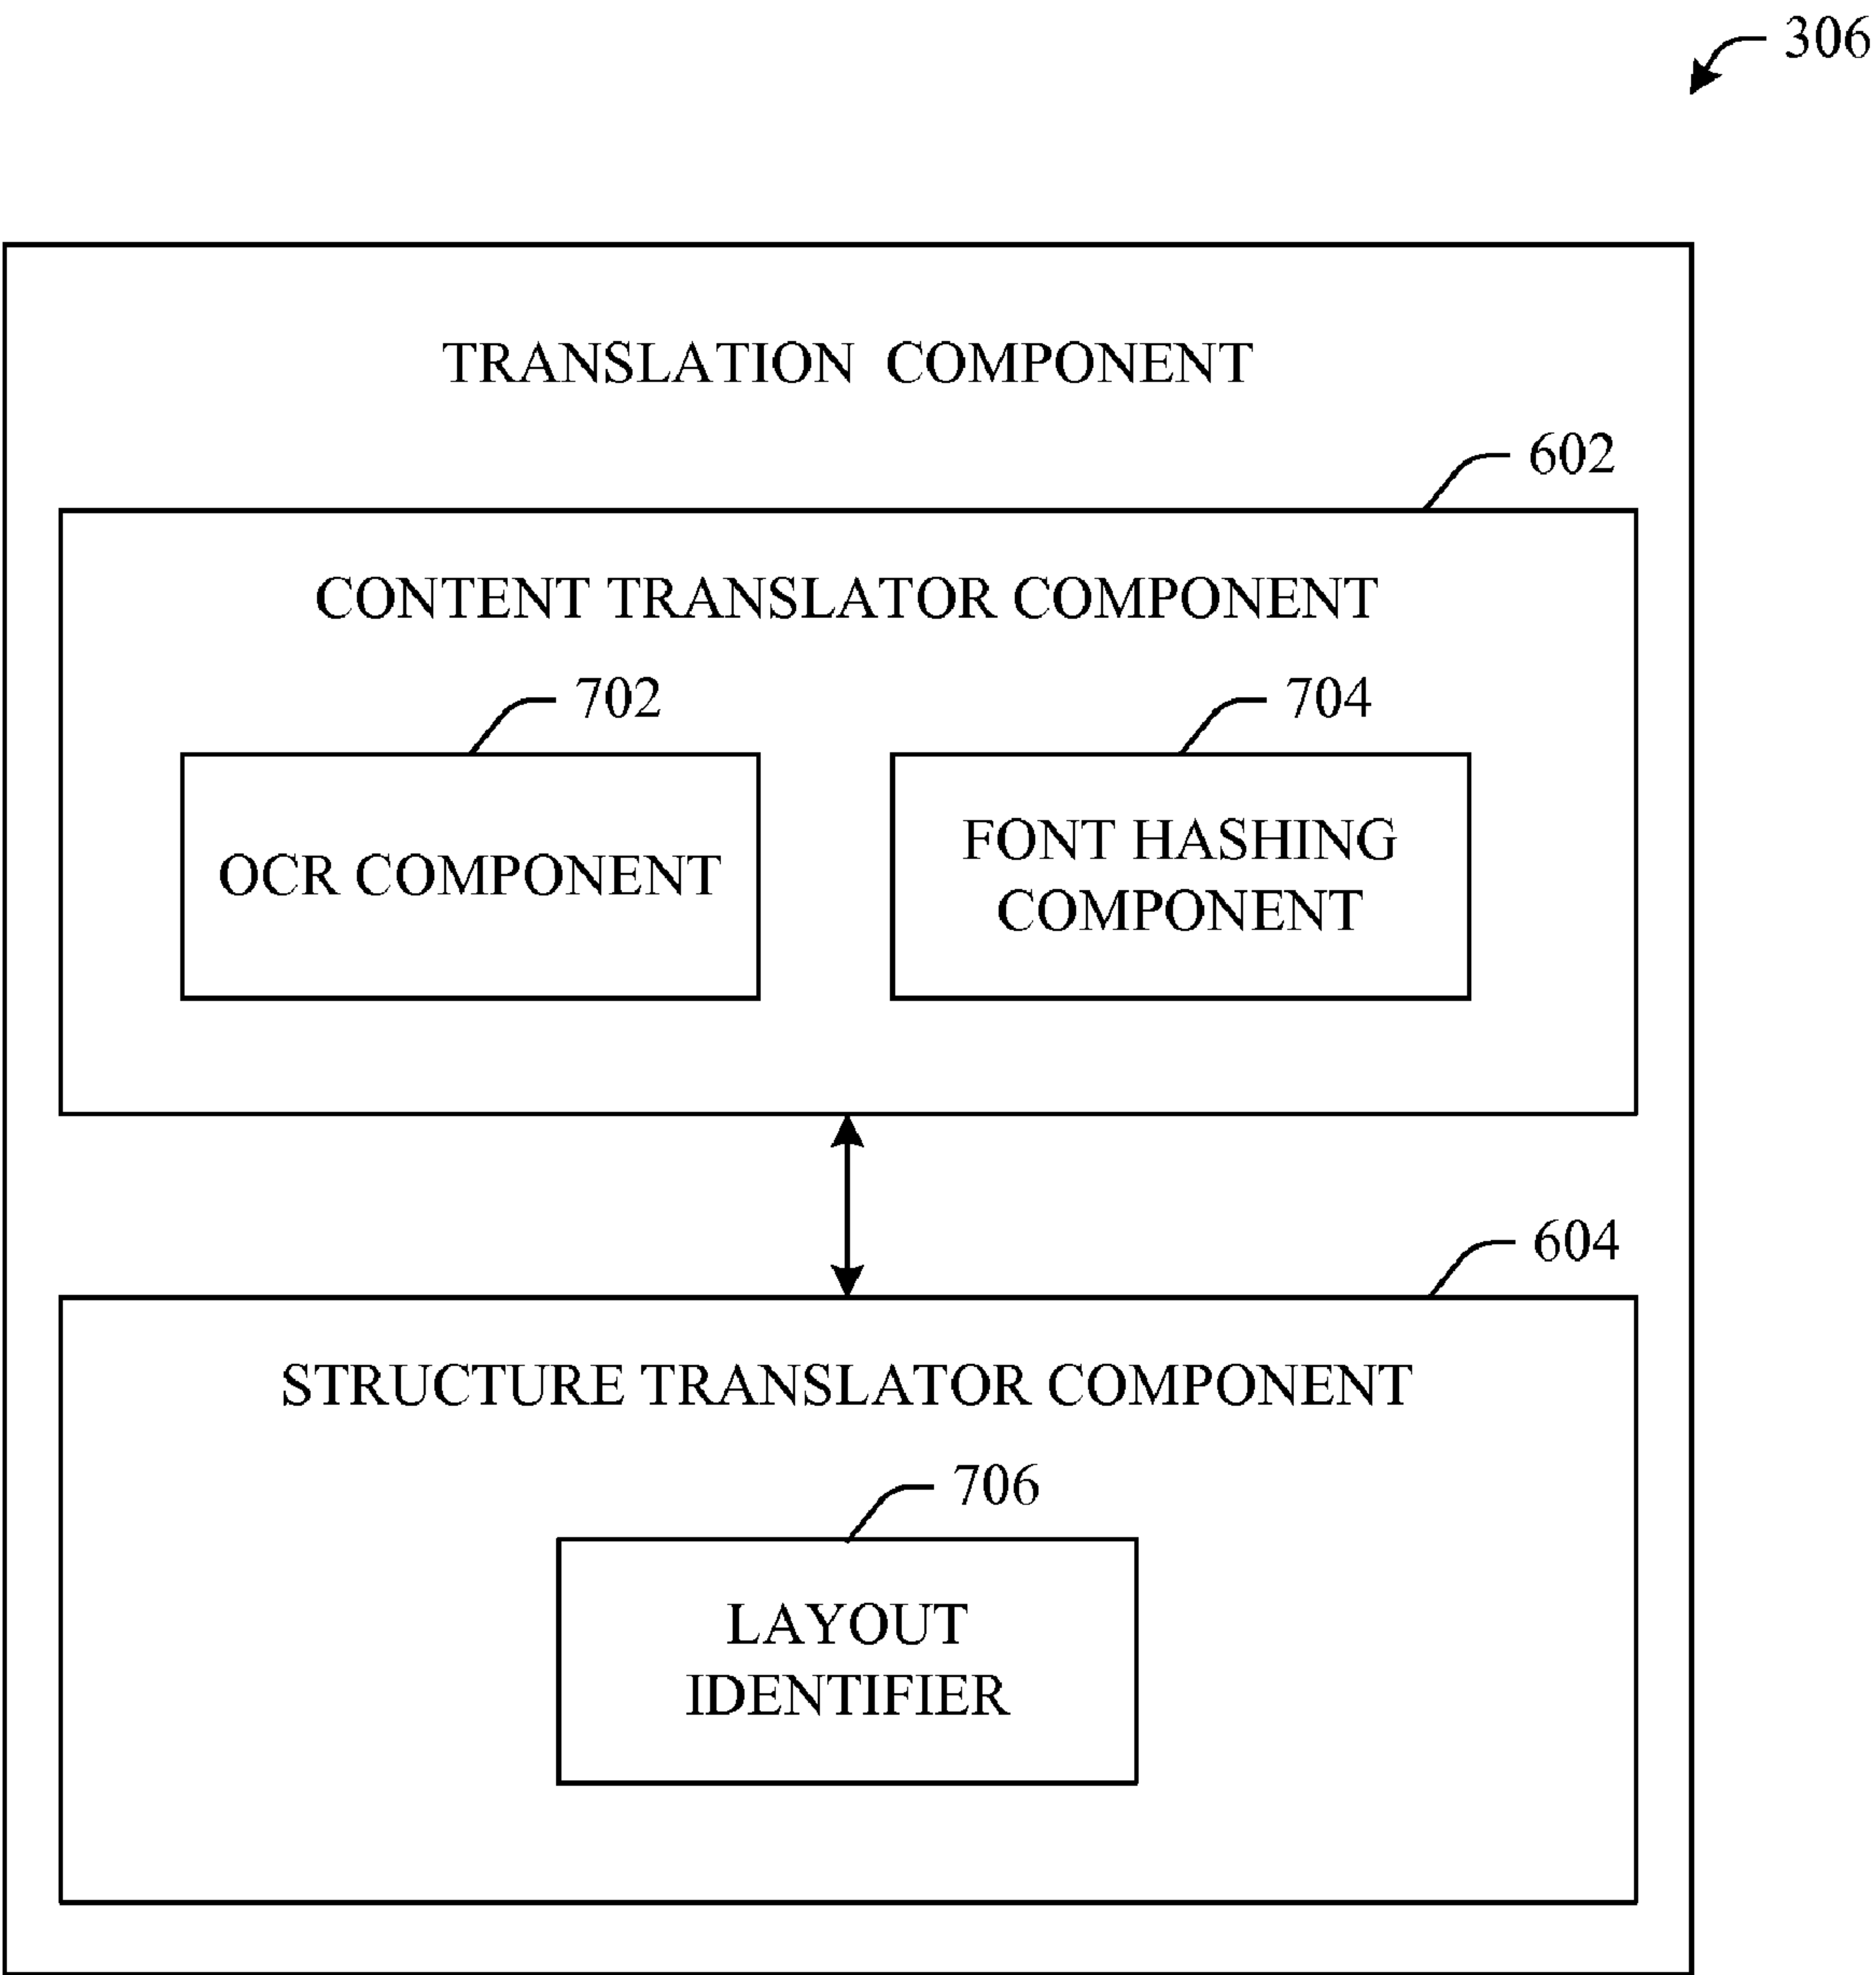 306
TRANSLATION COMPONENT
602
CONTENT TRANSLATOR COMPONENT
702
704
OCR COMPONENT
FONT HASHING
COMPONENT
604
STRUCTURE TRANSLATOR COMPONENT
706
LAYOUT
IDENTIFIER